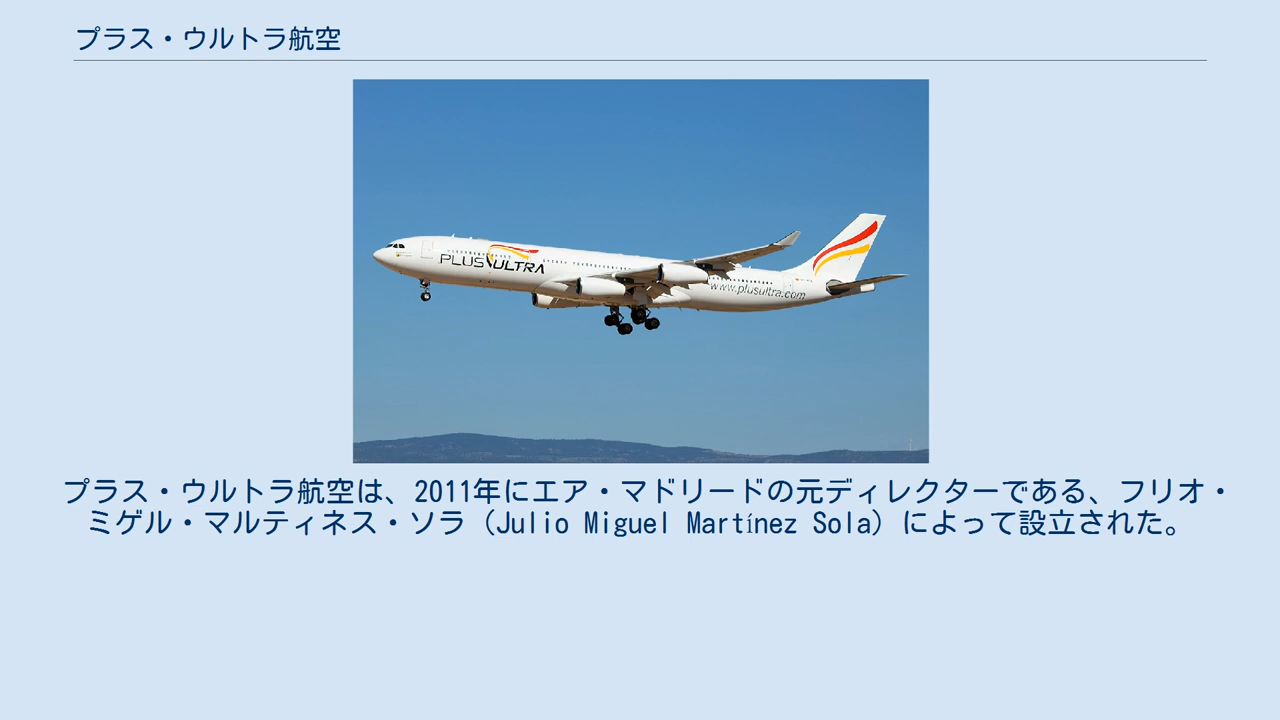 プラス・ウルトラ航空
PLUS ULTRA
www.plusultra.com
プラス・ウルトラ航空は、2011年にエア・マドリードの元ディレクターである、フリオ・
ミゲル・マルティネス・ソラ（Julio Miguel Martínez Sola）によって設立された。